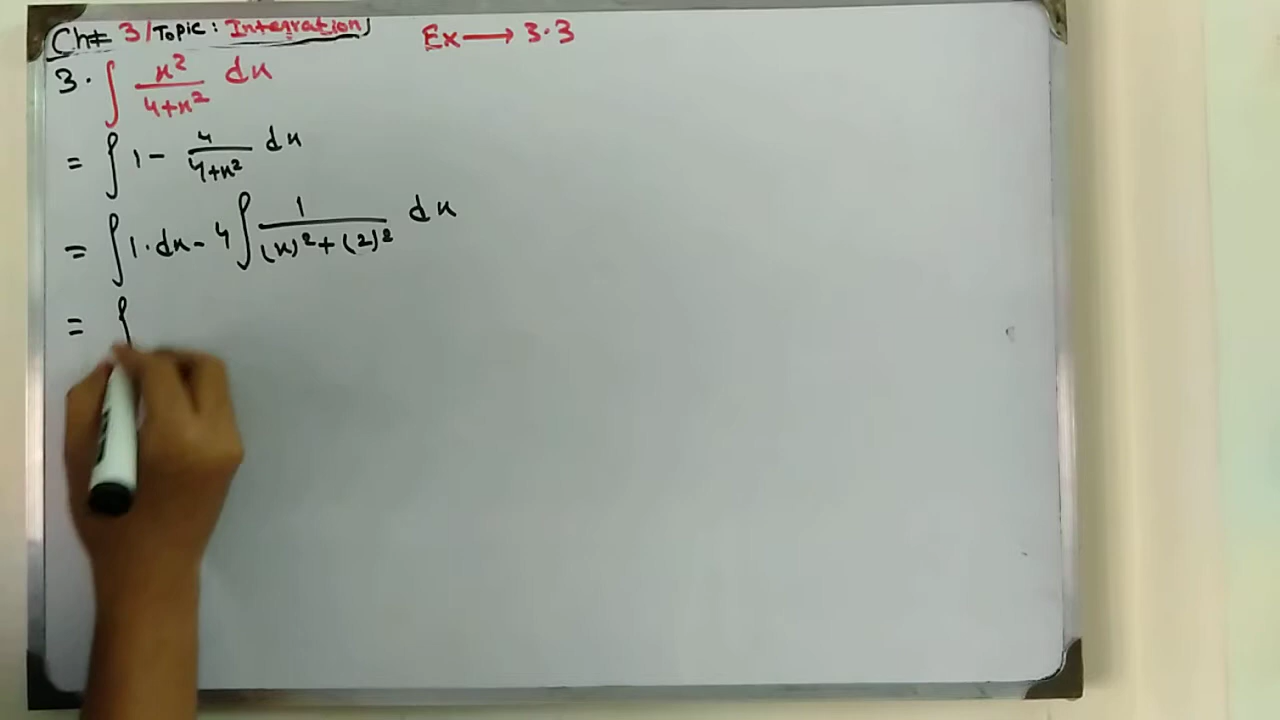 Ch# 3/Topic: Integration) Ex → 3.3
3. ∫ x²/(4+x²) dx
= ∫ 1 - 4/(4+x²) dx
= ∫ 1·dx - 4 ∫ 1/((x)²+(2)²) dx
= ∫